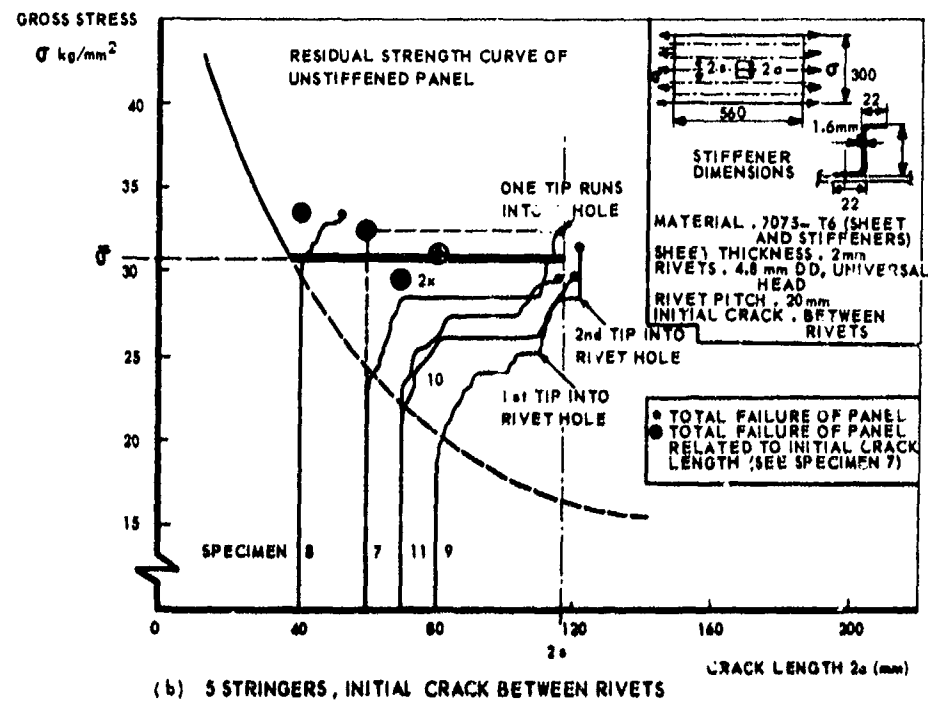 GROSS STRESS
σ kg/mm²
RESIDUAL STRENGTH CURVE OF
UNSTIFFENED PANEL
40
35
σ̄
30
25
20
15
ONE TIP RUNS
HOLE
2x
2nd TIP INTO
RIVET HOLE
10
1st TIP INTO
RIVET HOLE
SPECIMEN 8 7 11 9
0 40 80 120 160 200
2s
CRACK LENGTH 2a (mm)
2s 2a σ 300
560
22
1.6mm
STIFFENER
DIMENSIONS
22
MATERIAL . 7075- T6 (SHEET
AND STIFFENERS)
SHEET THICKNESS . 2mm
RIVETS . 4.8 mm DD, UNIVERSAL
HEAD
RIVET PITCH . 20mm
INITIAL CRACK . BETWEEN
RIVETS
TOTAL FAILURE OF PANEL
TOTAL FAILURE OF PANEL
RELATED TO INITIAL CRACK
LENGTH (SEE SPECIMEN 7)
(b) 5 STRINGERS, INITIAL CRACK BETWEEN RIVETS